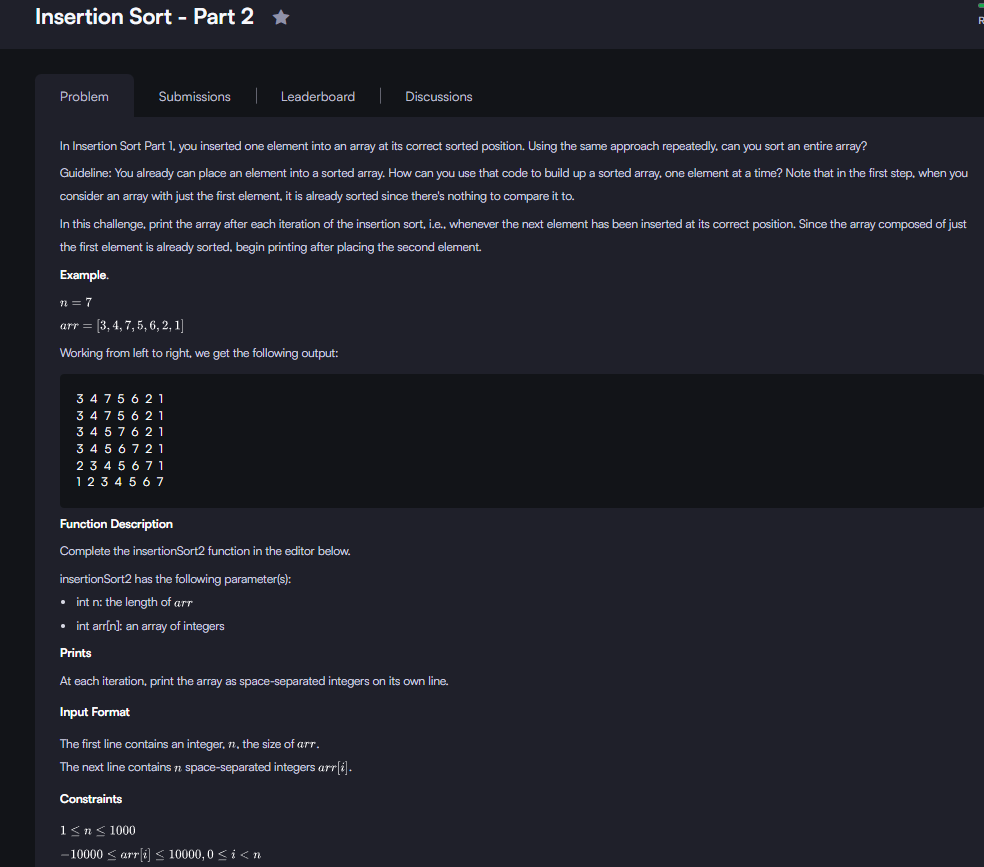 Insertion Sort - Part 2
R
Problem
Submissions
Leaderboard
Discussions
In Insertion Sort Part 1, you inserted one element into an array at its correct sorted position. Using the same approach repeatedly, can you sort an entire array?
Guideline: You already can place an element into a sorted array. How can you use that code to build up a sorted array, one element at a time? Note that in the first step, when you
consider an array with just the first element, it is already sorted since there's nothing to compare it to.
In this challenge, print the array after each iteration of the insertion sort, i.e., whenever the next element has been inserted at its correct position. Since the array composed of just
the first element is already sorted, begin printing after placing the second element.
Example.
n = 7
arr = [3, 4, 7, 5, 6, 2, 1]
Working from left to right, we get the following output:
3 4 7 5 6 2 1
3 4 7 5 6 2 1
3 4 5 7 6 2 1
3 4 5 6 7 2 1
2 3 4 5 6 7 1
1 2 3 4 5 6 7
Function Description
Complete the insertionSort2 function in the editor below.
insertionSort2 has the following parameter(s):
• int n: the length of arr
• int arr[n]: an array of integers
Prints
At each iteration, print the array as space-separated integers on its own line.
Input Format
The first line contains an integer, n, the size of arr.
The next line contains n space-separated integers arr[i].
Constraints
1 ≤ n ≤ 1000
−10000 ≤ arr[i] ≤ 10000, 0 ≤ i < n